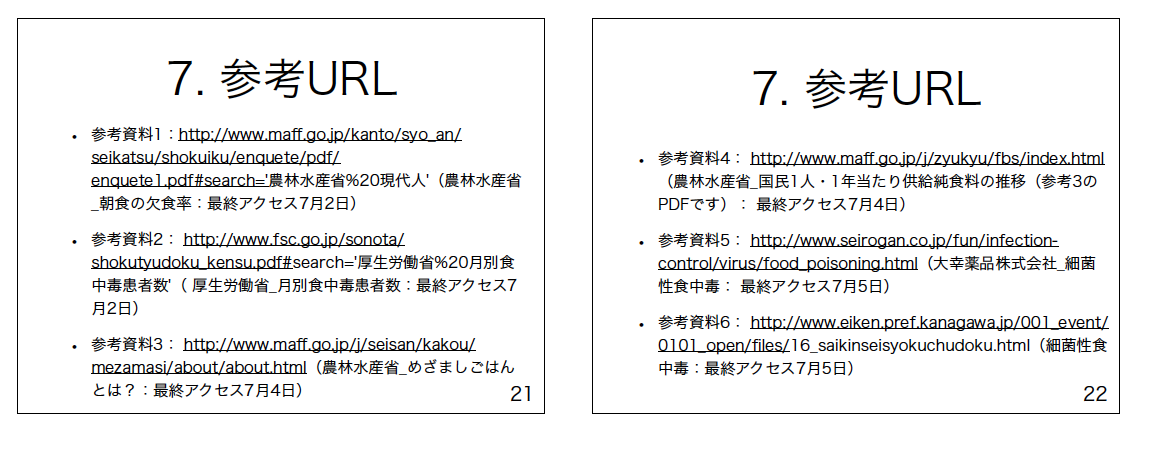 7. 参考URL
• 参考資料1：http://www.maff.go.jp/kanto/syo_an/
seikatsu/shokuiku/enquete/pdf/
enquete1.pdf#search='農林水産省%20現代人'（農林水産省
_朝食の欠食率：最終アクセス7月2日）
• 参考資料2： http://www.fsc.go.jp/sonota/
shokutyudoku_kensu.pdf#search='厚生労働省%20月別食
中毒患者数'（ 厚生労働省_月別食中毒患者数：最終アクセス7
月2日）
• 参考資料3： http://www.maff.go.jp/j/seisan/kakou/
mezamasi/about/about.html（農林水産省_めざましごはん
とは？：最終アクセス7月4日）
21
7. 参考URL
• 参考資料4： http://www.maff.go.jp/j/zyukyu/fbs/index.html
（農林水産省_国民1人・1年当たり供給純食料の推移（参考3の
PDFです）： 最終アクセス7月4日）
• 参考資料5： http://www.seirogan.co.jp/fun/infection-
control/virus/food_poisoning.html（大幸薬品株式会社_細菌
性食中毒： 最終アクセス7月5日）
• 参考資料6： http://www.eiken.pref.kanagawa.jp/001_event/
0101_open/files/16_saikinseisyokuchudoku.html（細菌性食
中毒：最終アクセス7月5日）
22